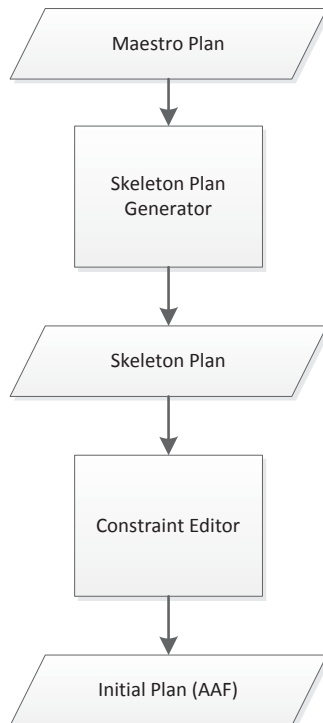 Maestro Plan
Skeleton Plan
Generator
Skeleton Plan
Constraint Editor
Initial Plan (AAF)